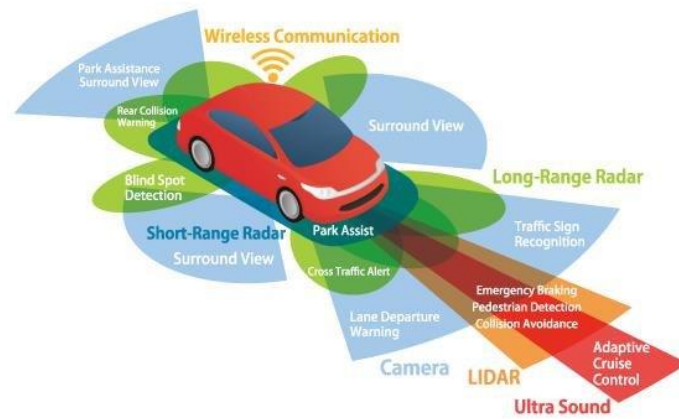 Wireless Communication
Park Assistance
Surround View
Rear Collision
Warning
Surround View
Blind Spot
Detection
Long-Range Radar
Short-Range Radar
Park Assist
Traffic Sign
Recognition
Surround View
Cross Traffic Alert
Emergency Braking
Pedestrian Detection
Collision Avoidance
Lane Departure
Warning
Adaptive
Cruise
Control
Camera
LIDAR
Ultra Sound